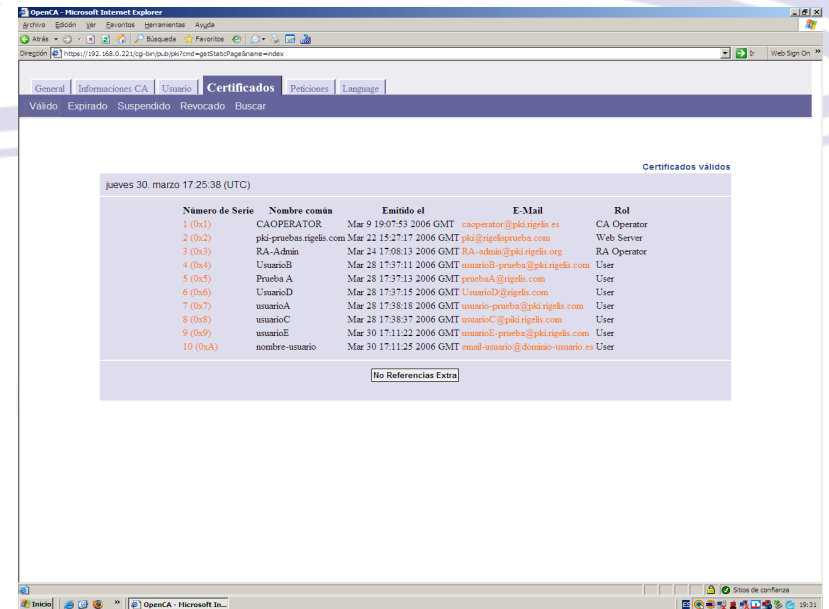 OpenCA - Microsoft Internet Explorer
Archivo Edición Ver Favoritos Herramientas Ayuda
Atrás Búsqueda Favoritos
Dirección https://192.168.0.221/cgi-bin/pub/pki?cmd=getStaticPage&name=index Ir Web Sign On »
General Informaciones CA Usuario Certificados Peticiones Language
Válido Expirado Suspendido Revocado Buscar
Certificados válidos
jueves 30. marzo 17:25:38 (UTC)
Número de Serie Nombre común Emitido el E-Mail Rol
1 (0x1) CAOPERATOR Mar 9 19:07:53 2006 GMT caoperator@pki.rigelis.es CA Operator
2 (0x2) pki-pruebas.rigelis.com Mar 22 15:27:17 2006 GMT pki@rigelisprueba.com Web Server
3 (0x3) RA-Admin Mar 24 17:08:13 2006 GMT RA-admin@pki.rigelis.org RA Operator
4 (0x4) UsuarioB Mar 28 17:37:11 2006 GMT usuarioB-prueba@pki.rigelis.com User
5 (0x5) Prueba A Mar 28 17:37:13 2006 GMT pruebaA@rigelis.com User
6 (0x6) UsuarioD Mar 28 17:37:15 2006 GMT UsuarioD@rigelis.com User
7 (0x7) usuarioA Mar 28 17:38:18 2006 GMT usuario-prueba@pki.rigelis.com User
8 (0x8) usuarioC Mar 28 17:38:37 2006 GMT usuarioC@piki.rigelis.com User
9 (0x9) usuarioE Mar 30 17:11:22 2006 GMT usuarioE-prueba@pki.rigelis.com User
10 (0xA) nombre-usuario Mar 30 17:11:25 2006 GMT email-usuario@dominio-usuario.es User
No Referencias Extra
Sitios de confianza
Inicio » OpenCA - Microsoft In... ES 19:31